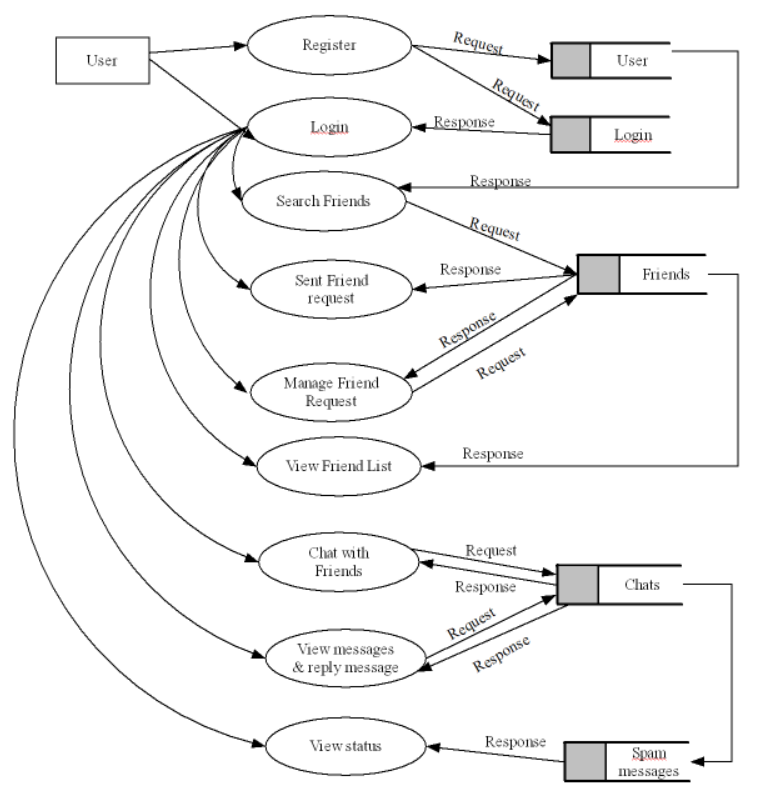 Register
Request
User
User
Request
Login
Response
Login
Response
Search Friends
Request
Response
Friends
Sent Friend
request
Response
Request
Manage Friend
Request
Response
View Friend List
Chat with
Friends
Request
Response
Chats
Request
View messages
& reply message
Response
View status
Response
Spam
messages